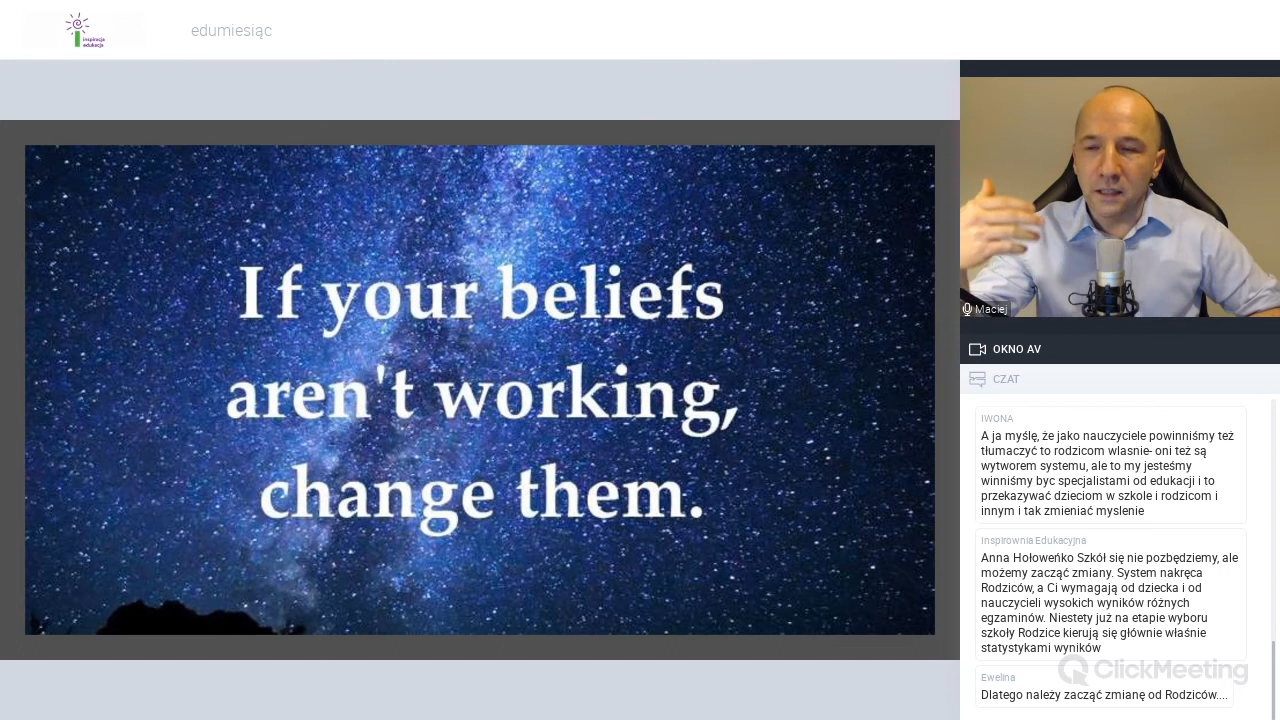 inspiracja
edukacja
edumiesiąc
If your beliefs
aren't working,
change them.
Maciej
OKNO AV
CZAT
IWONA
A ja myślę, że jako nauczyciele powinniśmy też
tłumaczyć to rodzicom wlasnie- oni też są
wytworem systemu, ale to my jesteśmy
winniśmy byc specjalistami od edukacji i to
przekazywać dzieciom w szkole i rodzicom i
innym i tak zmieniać myslenie
Inspirownia Edukacyjna
Anna Hołoweńko Szkół się nie pozbędziemy, ale
możemy zacząć zmiany. System nakręca
Rodziców, a Ci wymagają od dziecka i od
nauczycieli wysokich wyników różnych
egzaminów. Niestety już na etapie wyboru
szkoły Rodzice kierują się głównie właśnie
statystykami wyników
ClickMeeting
Ewelina
Dlatego należy zacząć zmianę od Rodziców....